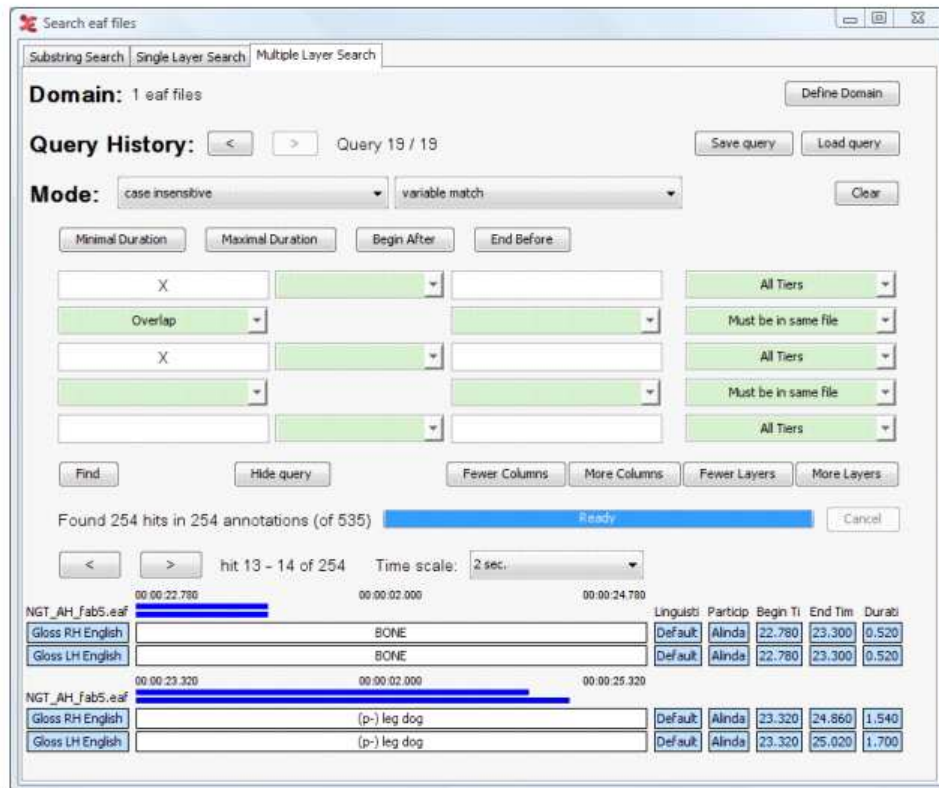 Search eaf files
Substring Search Single Layer Search Multiple Layer Search
Domain: 1 eaf files Define Domain
Query History: < > Query 19 / 19 Save query Load query
Mode: case insensitive variable match Clear
Minimal Duration Maximal Duration Begin After End Before
X All Tiers
Overlap Must be in same file
X All Tiers
Must be in same file
All Tiers
Find Hide query Fewer Columns More Columns Fewer Layers More Layers
Found 254 hits in 254 annotations (of 535) Ready Cancel
< > hit 13 - 14 of 254 Time scale: 2 sec.
00:00:22.780 00:00:02.000 00:00:24.780
NGT_AH_fab5.eaf Linguisti Particip Begin Ti End Tim Durati
Gloss RH English BONE Default Alinda 22.780 23.300 0.520
Gloss LH English BONE Default Alinda 22.780 23.300 0.520
00:00:23.320 00:00:02.000 00:00:25.320
NGT_AH_fab5.eaf
Gloss RH English (p-) leg dog Default Alinda 23.320 24.860 1.540
Gloss LH English (p-) leg dog Default Alinda 23.320 25.020 1.700